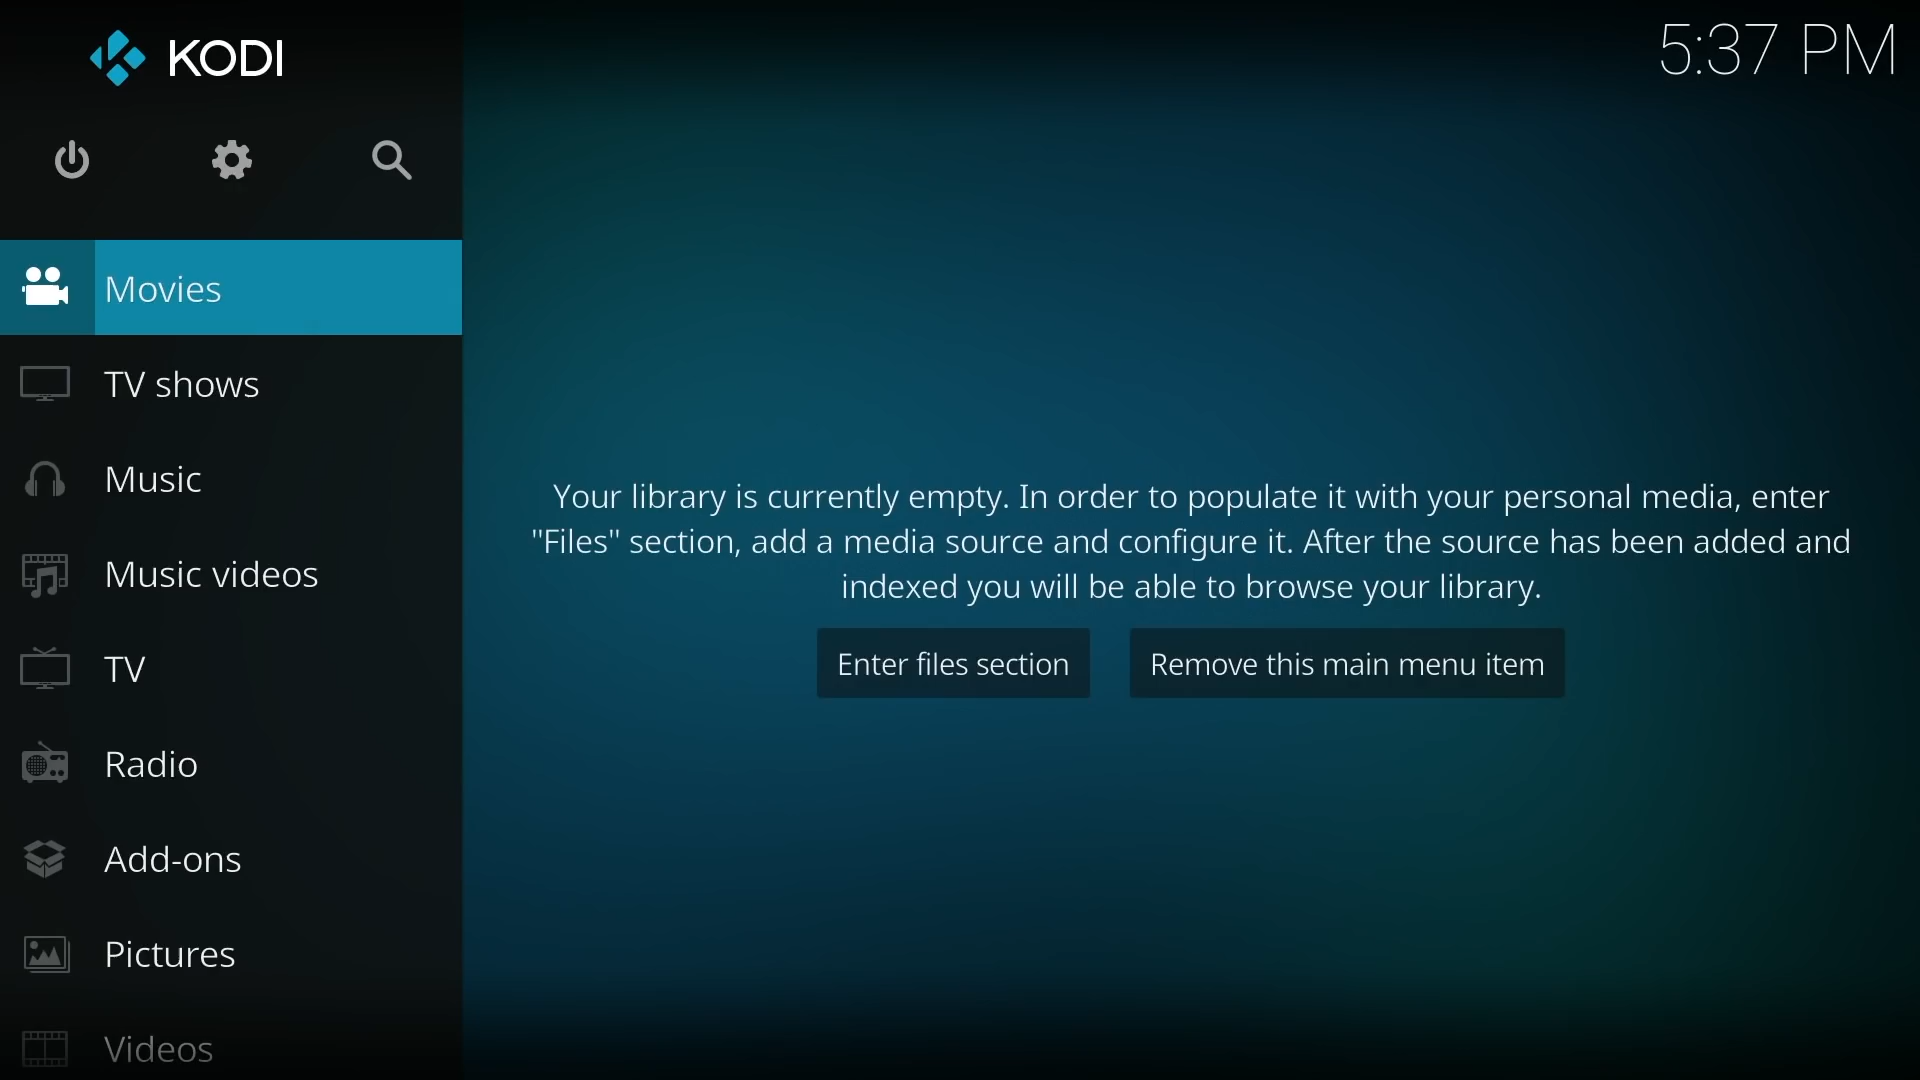 KODI
5:37 PM
Movies
TV shows
Music
Music videos
TV
Radio
Add-ons
Pictures
Videos
Your library is currently empty. In order to populate it with your personal media, enter
"Files" section, add a media source and configure it. After the source has been added and
indexed you will be able to browse your library.
Enter files section
Remove this main menu item